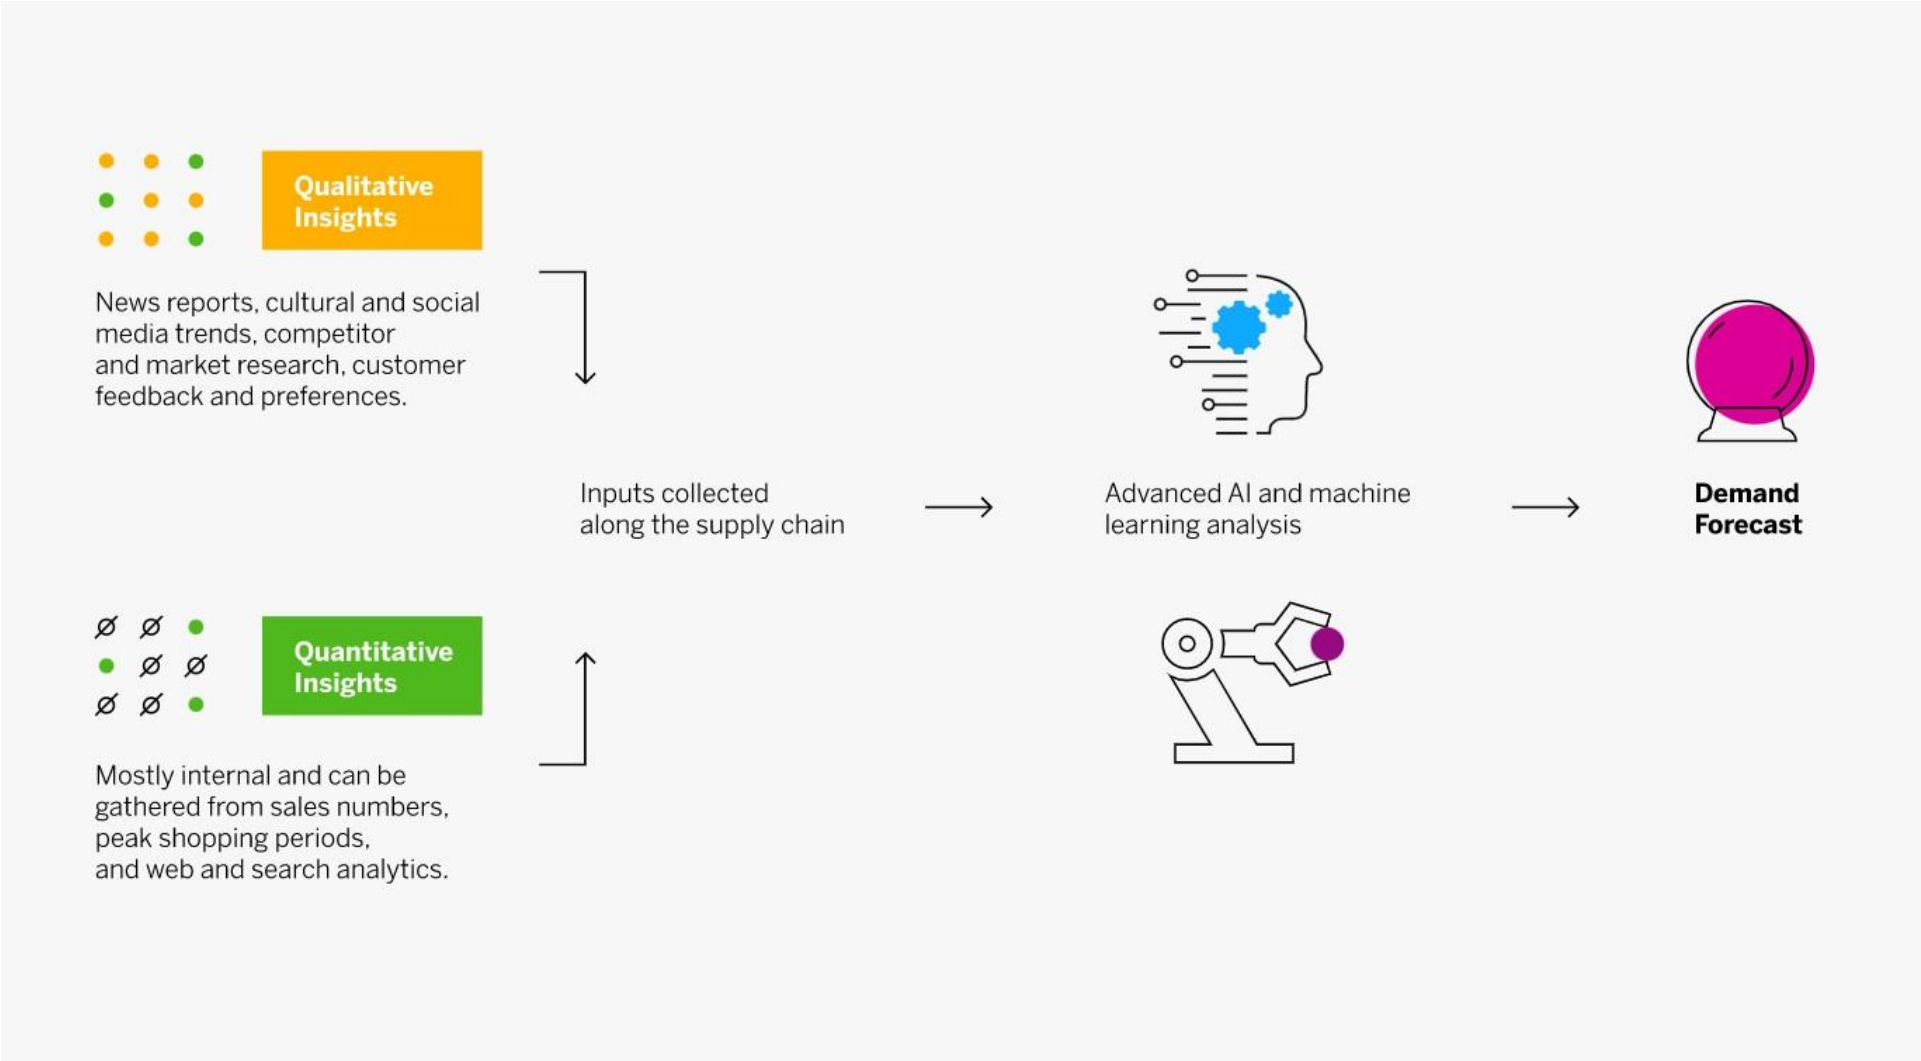 Qualitative
Insights
News reports, cultural and social
media trends, competitor
and market research, customer
feedback and preferences.
Inputs collected
along the supply chain
Advanced AI and machine
learning analysis
Demand
Forecast
Quantitative
Insights
Mostly internal and can be
gathered from sales numbers,
peak shopping periods,
and web and search analytics.